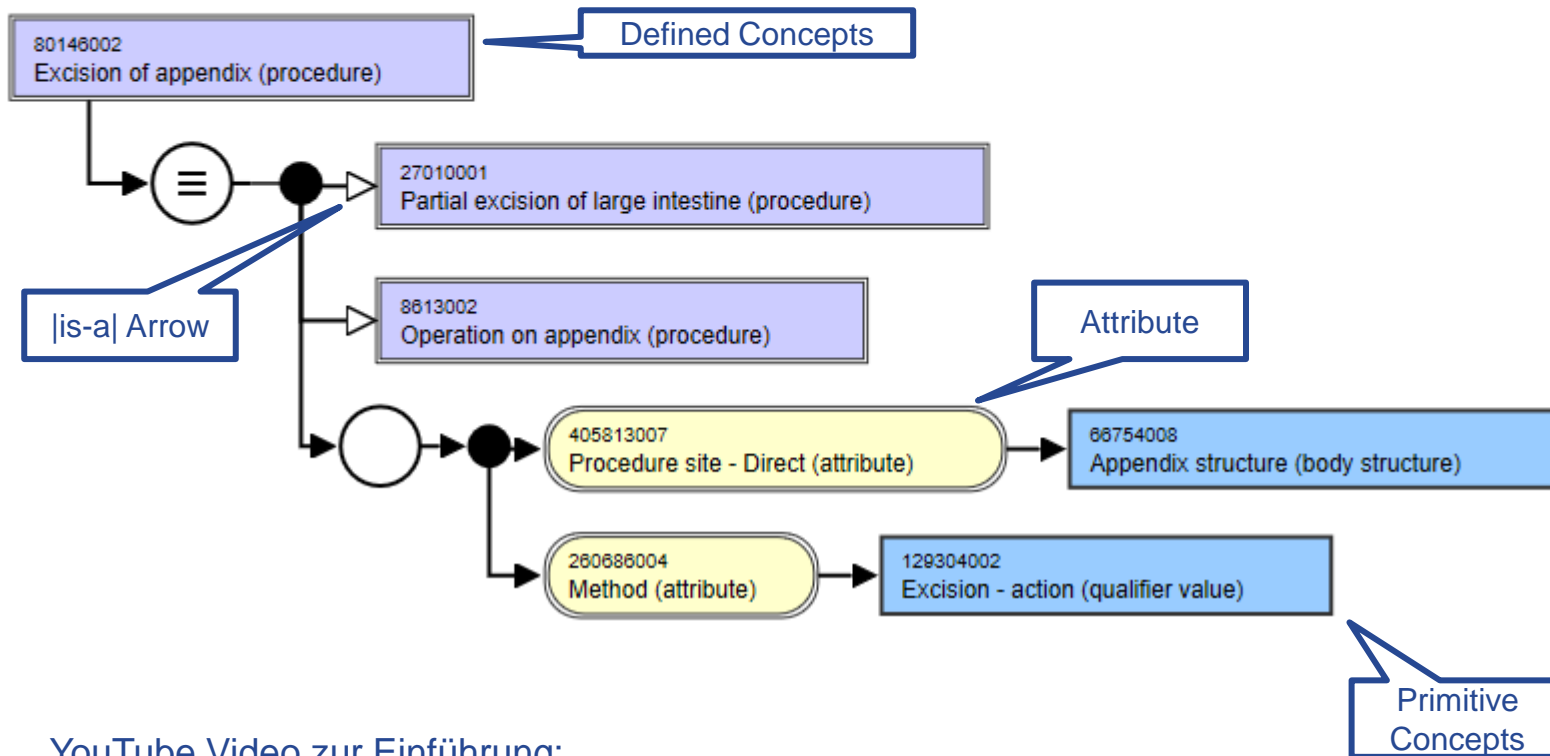 80146002
Excision of appendix (procedure)
Defined Concepts
≡
27010001
Partial excision of large intestine (procedure)
|is-a| Arrow
8613002
Operation on appendix (procedure)
Attribute
405813007
Procedure site - Direct (attribute)
66754008
Appendix structure (body structure)
260686004
Method (attribute)
129304002
Excision - action (qualifier value)
Primitive
Concepts
YouTube Video zur Einführung: